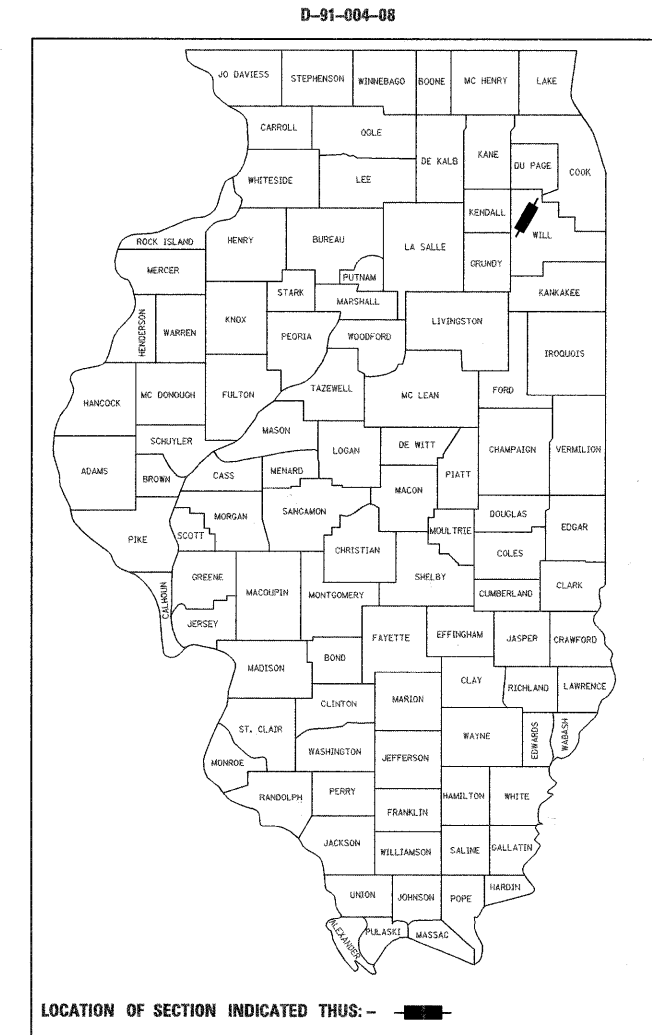 D-91-004-08
JO DAVIESS
STEPHENSON
WINNEBAGO
BOONE
MC HENRY
LAKE
CARROLL
OGLE
DE KALB
KANE
DU PAGE
COOK
WHITESIDE
LEE
KENDALL
WILL
ROCK ISLAND
HENRY
BUREAU
LA SALLE
GRUNDY
MERCER
PUTNAM
STARK
MARSHALL
KANKAKEE
HENDERSON
WARREN
KNOX
PEORIA
WOODFORD
LIVINGSTON
IROQUOIS
HANCOCK
MC DONOUGH
FULTON
TAZEWELL
MC LEAN
FORD
SCHUYLER
MASON
LOGAN
DE WITT
CHAMPAIGN
VERMILION
ADAMS
BROWN
CASS
MENARD
MACON
PIATT
PIKE
SCOTT
MORGAN
SANGAMON
CHRISTIAN
MOULTRIE
DOUGLAS
EDGAR
COLES
CALHOUN
GREENE
MACOUPIN
MONTGOMERY
SHELBY
CUMBERLAND
CLARK
JERSEY
FAYETTE
EFFINGHAM
JASPER
CRAWFORD
MADISON
BOND
CLAY
RICHLAND
LAWRENCE
CLINTON
MARION
ST. CLAIR
WAYNE
EDWARDS
WABASH
WASHINGTON
JEFFERSON
MONROE
RANDOLPH
PERRY
HAMILTON
WHITE
FRANKLIN
JACKSON
WILLIAMSON
SALINE
GALLATIN
UNION
JOHNSON
POPE
HARDIN
ALEXANDER
PULASKI
MASSAC
LOCATION OF SECTION INDICATED THUS: -